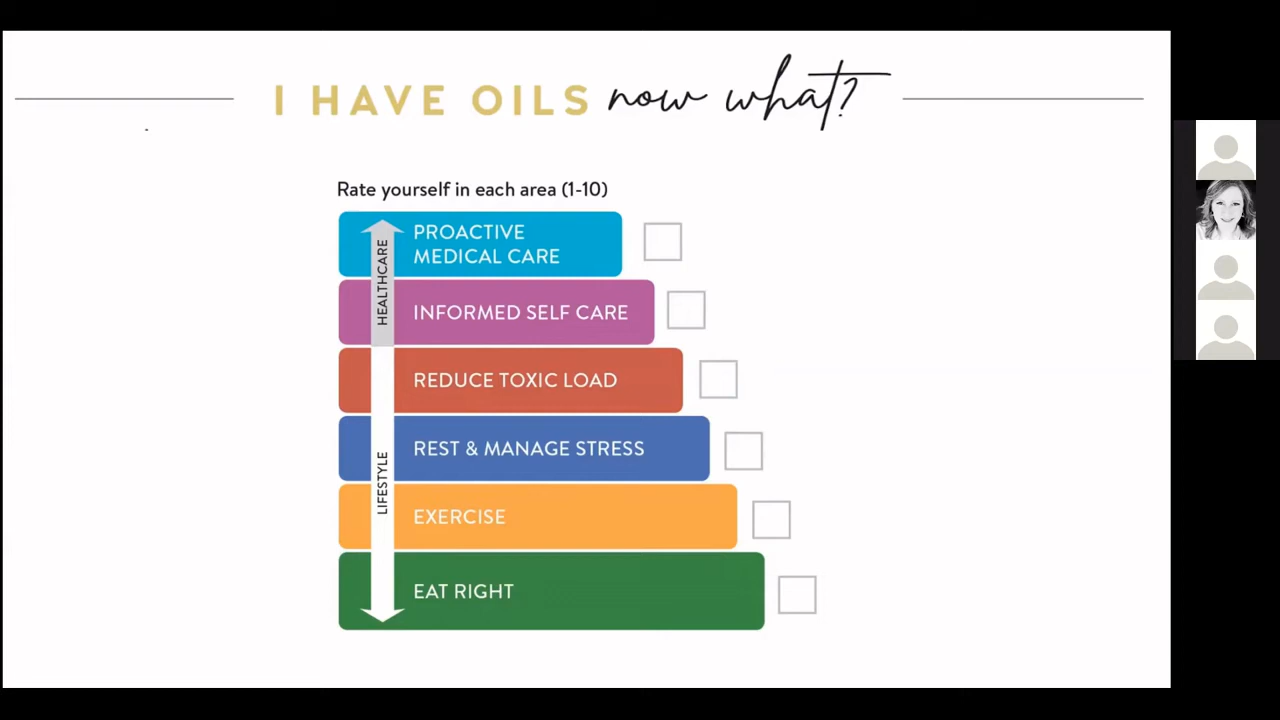 I HAVE OILS now what?
Rate yourself in each area (1-10)
HEALTHCARE
PROACTIVE
MEDICAL CARE
INFORMED SELF CARE
REDUCE TOXIC LOAD
LIFESTYLE
REST & MANAGE STRESS
EXERCISE
EAT RIGHT